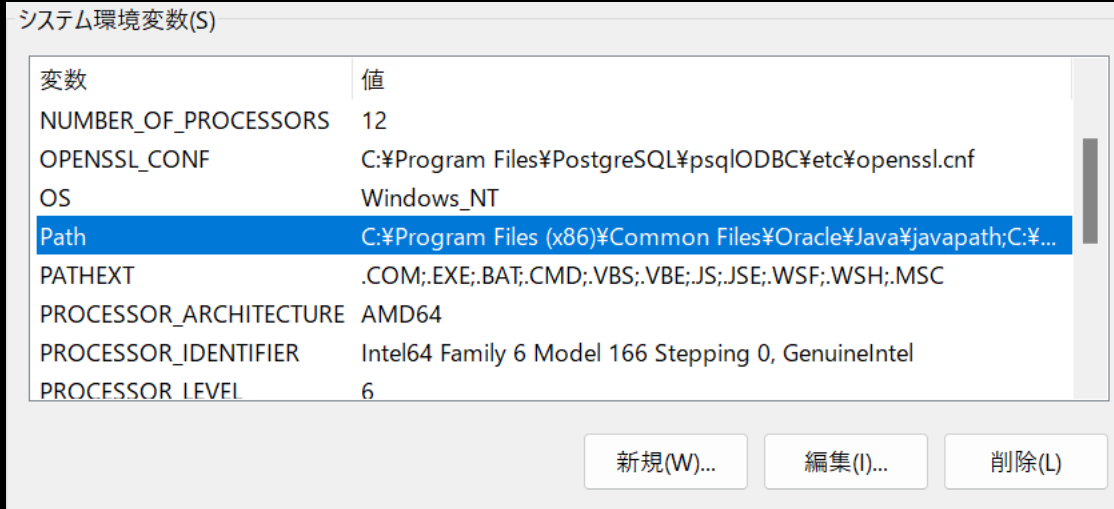 システム環境変数(S)
変数 値
NUMBER_OF_PROCESSORS 12
OPENSSL_CONF C:¥Program Files¥PostgreSQL¥psqlODBC¥etc¥openssl.cnf
OS Windows_NT
Path C:¥Program Files (x86)¥Common Files¥Oracle¥Java¥javapath;C:¥...
PATHEXT .COM;.EXE;.BAT;.CMD;.VBS;.VBE;.JS;.JSE;.WSF;.WSH;.MSC
PROCESSOR_ARCHITECTURE AMD64
PROCESSOR_IDENTIFIER Intel64 Family 6 Model 166 Stepping 0, GenuineIntel
PROCESSOR_LEVEL 6
新規(W)... 編集(I)... 削除(L)